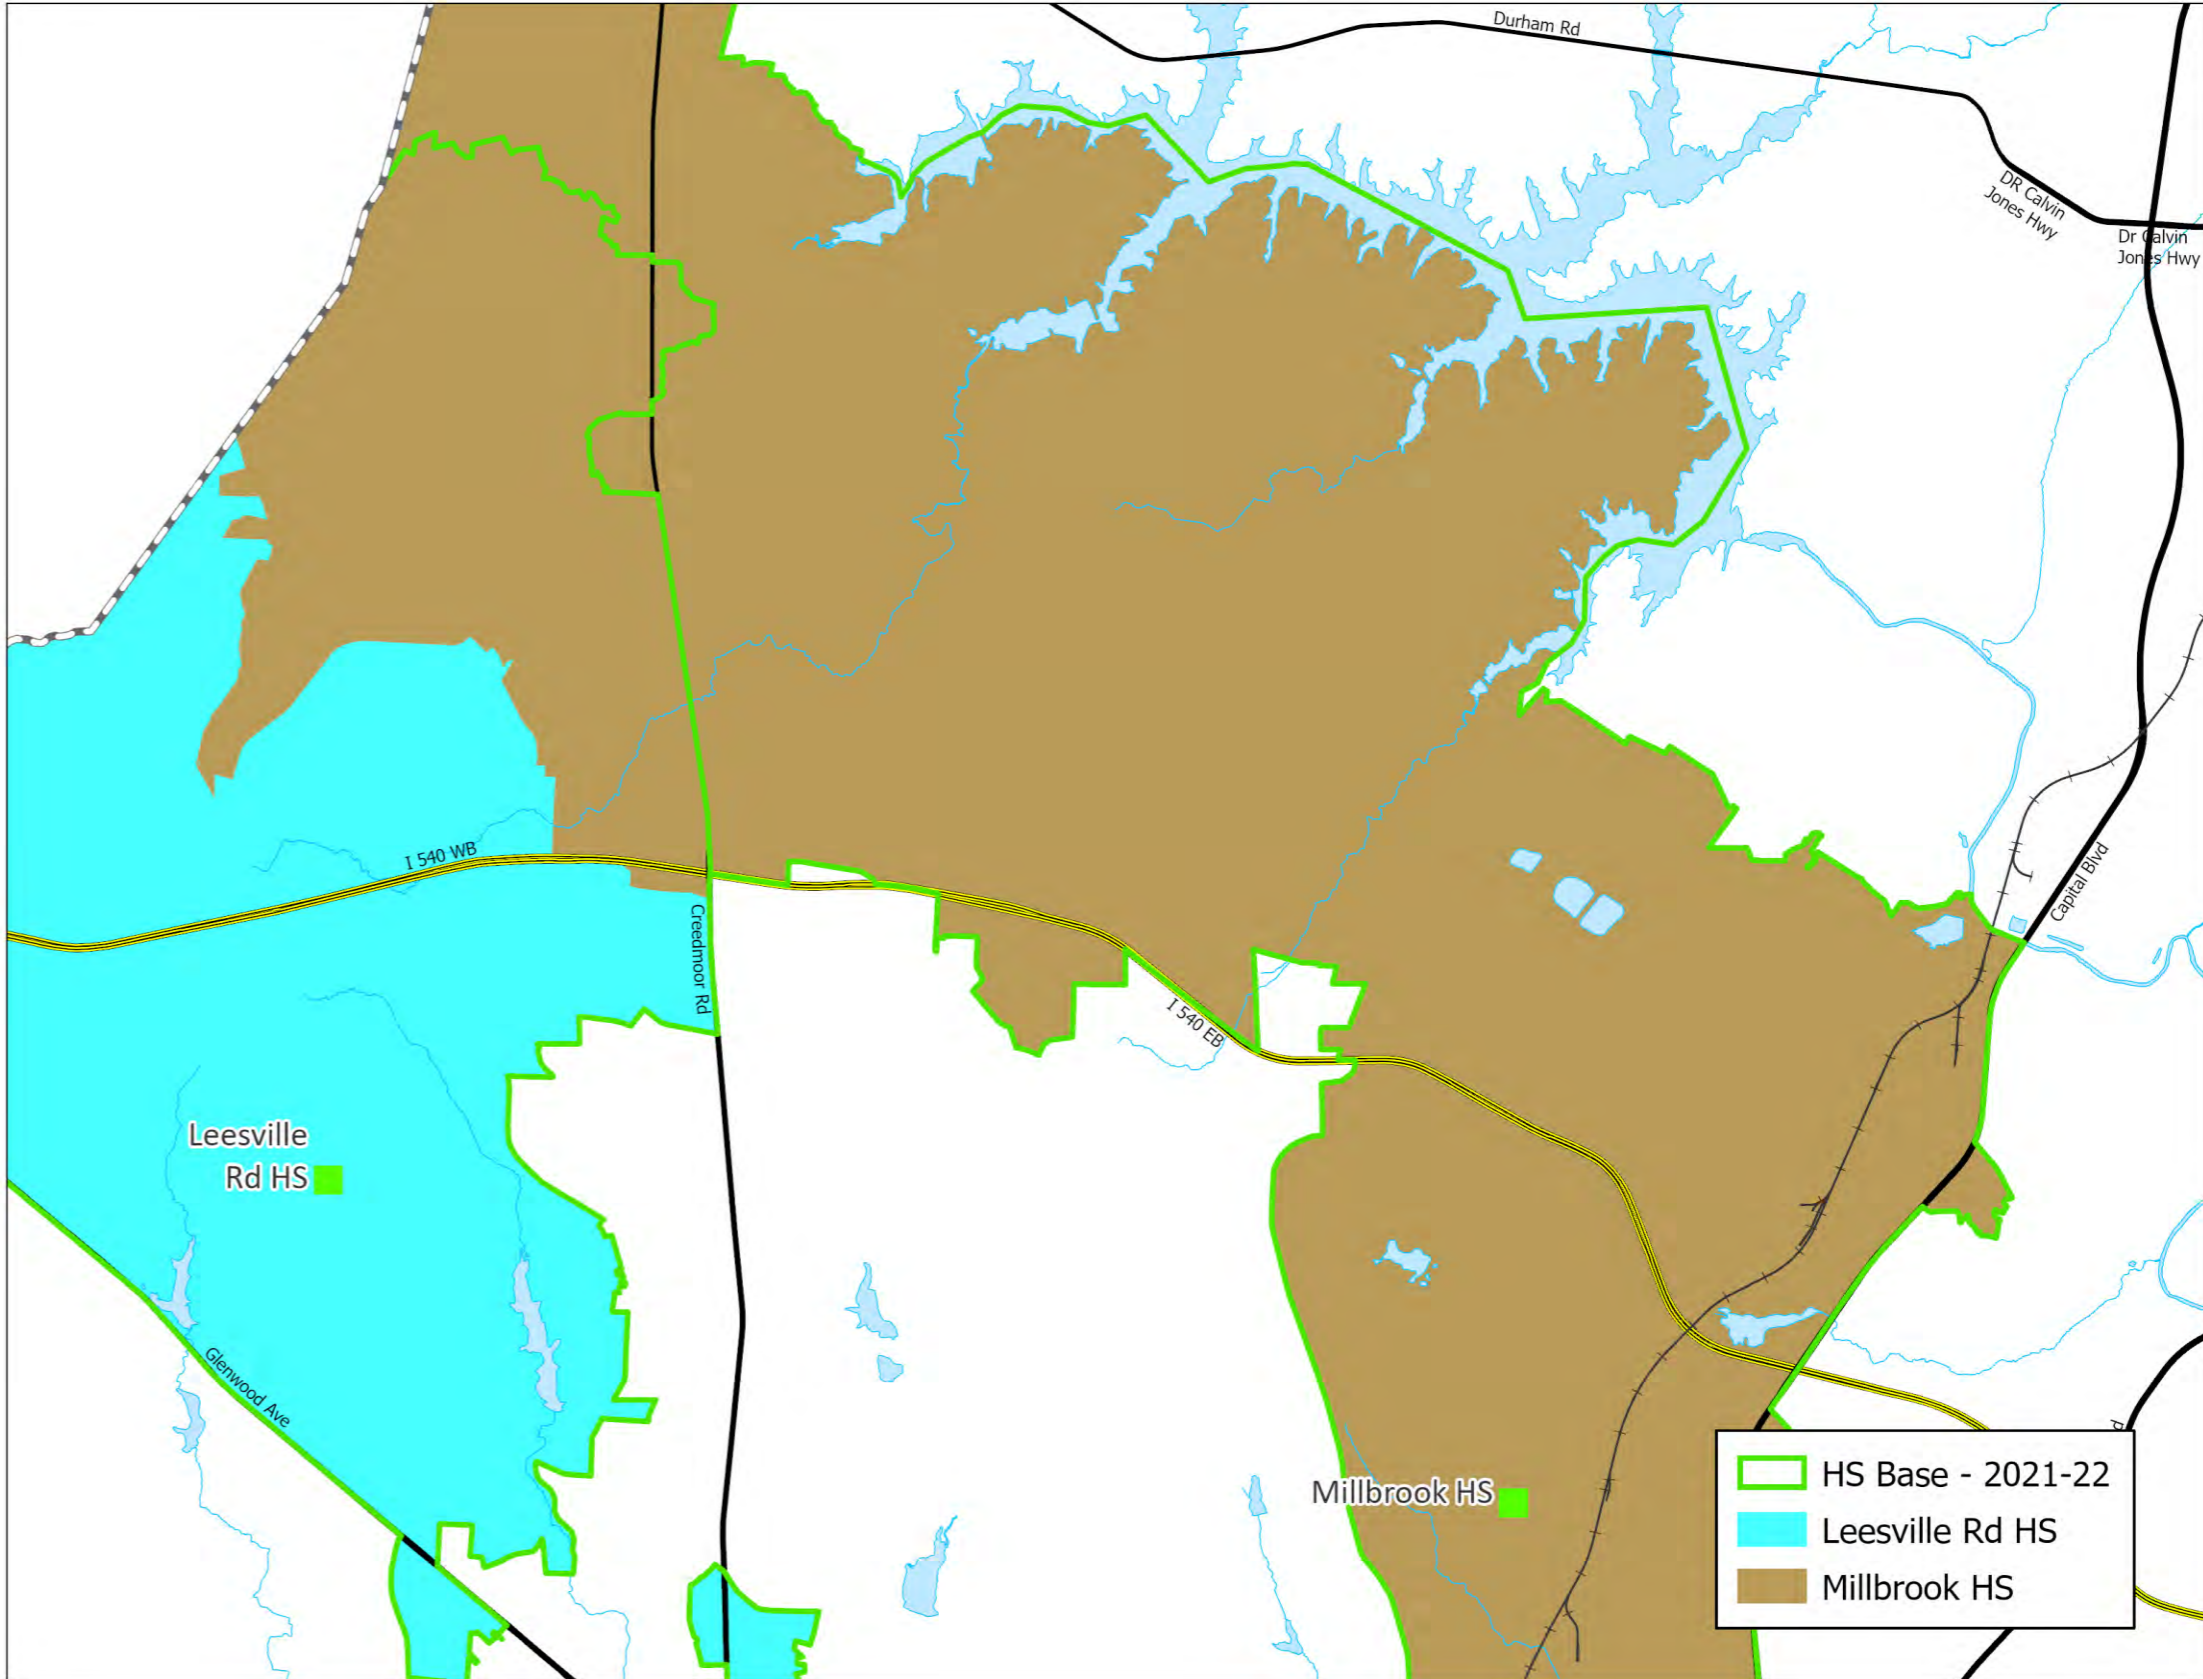 Durham Rd
DR Calvin
Jones Hwy
Dr Calvin
Jones Hwy
I 540 WB
Capital Blvd
Creedmoor Rd
I 540 EB
Leesville
Rd HS
Glenwood Ave
Millbrook HS
d
HS Base - 2021-22
Leesville Rd HS
Millbrook HS